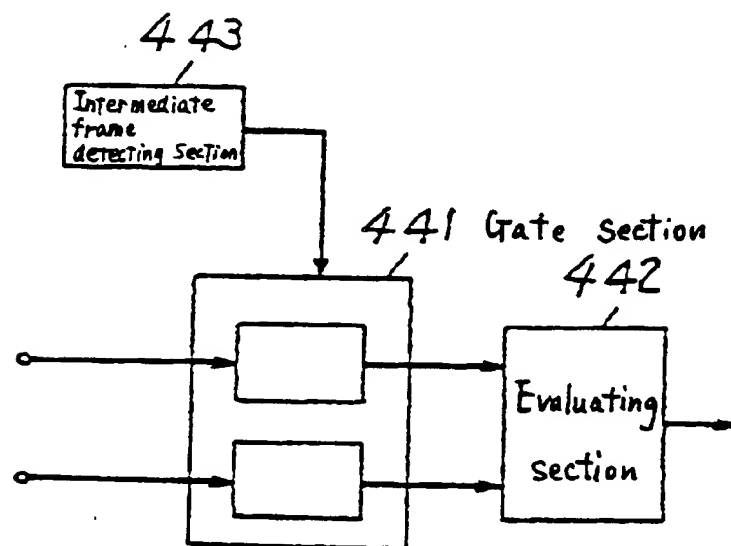 443
Intermediate
frame
detecting section
441 Gate section
442
Evaluating
section